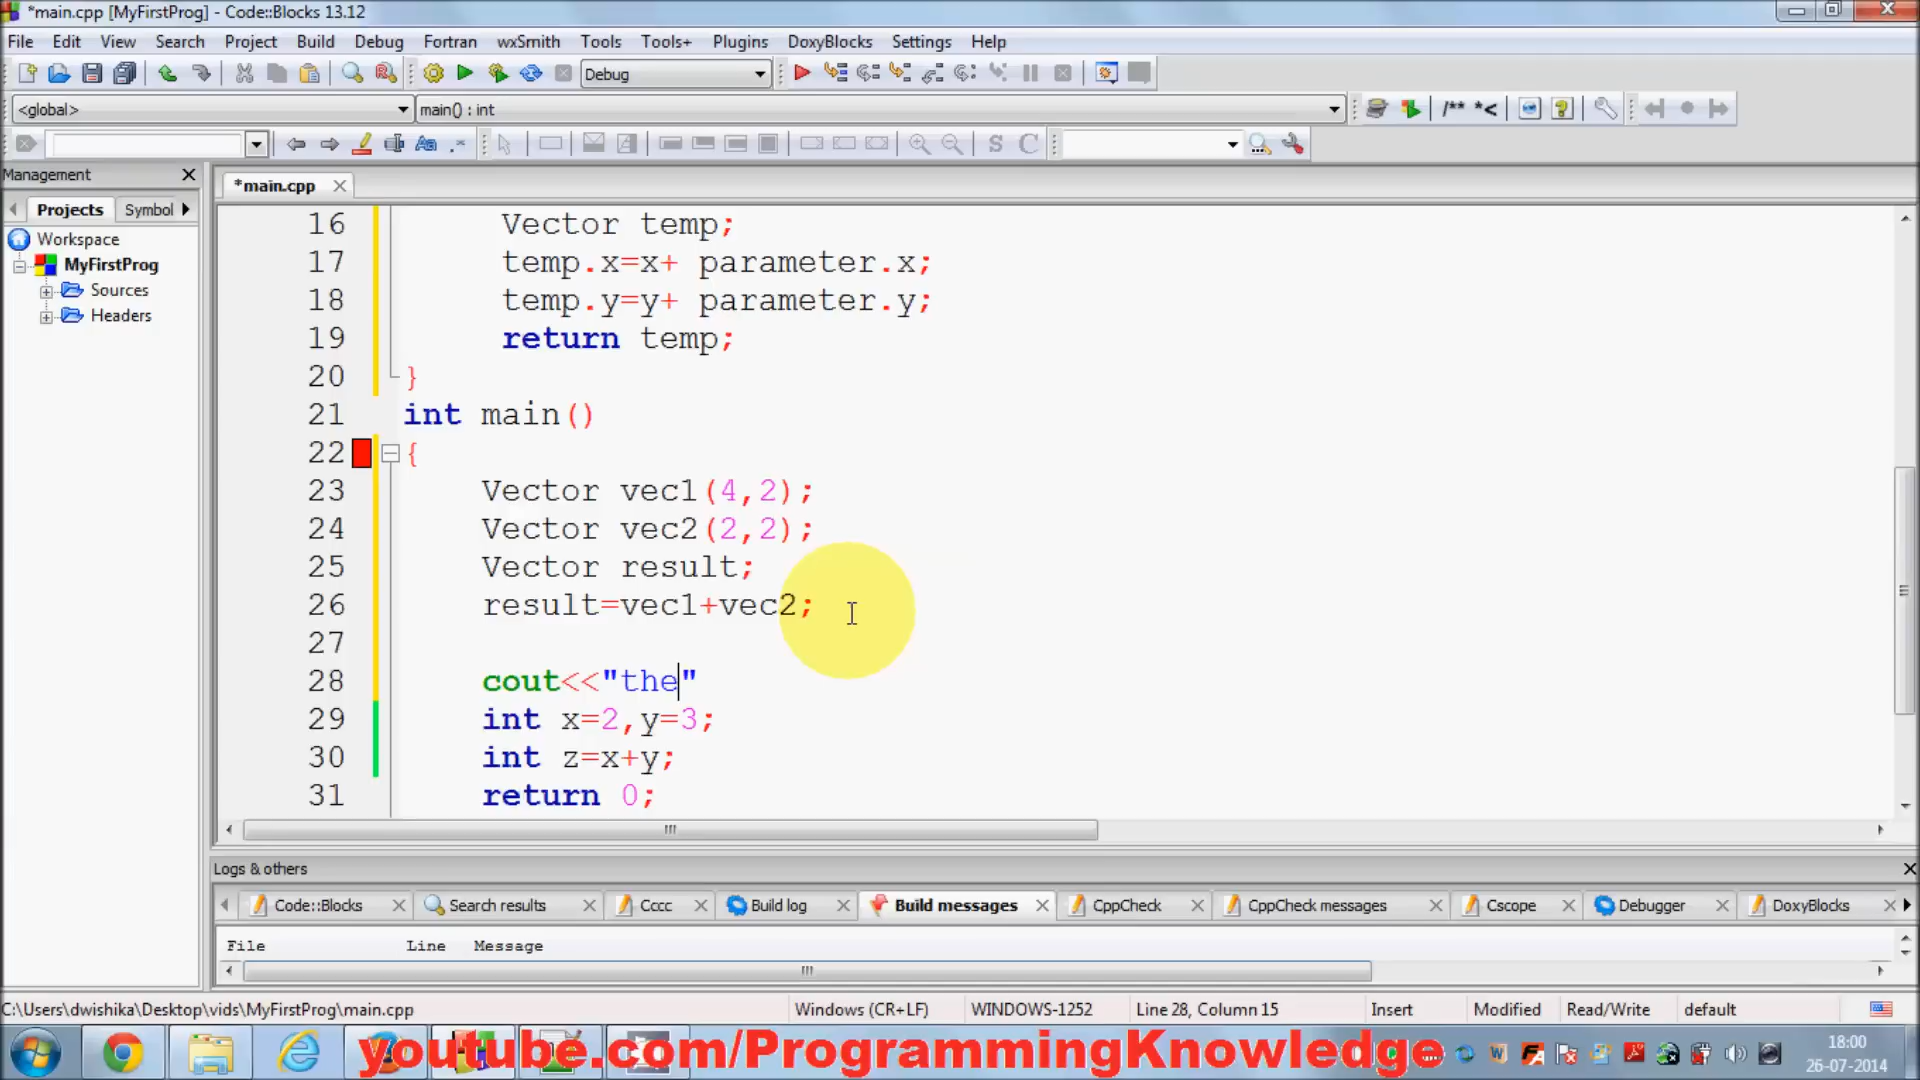 *main.cpp [MyFirstProg] - Code::Blocks 13.12
File Edit View Search Project Build Debug Fortran wxSmith Tools Tools+ Plugins DoxyBlocks Settings Help
Debug
<global> main() : int /** *<
S C
Management
*main.cpp
Projects Symbol
Workspace
MyFirstProg
Sources
Headers
16 Vector temp;
17 temp.x=x+ parameter.x;
18 temp.y=y+ parameter.y;
19 return temp;
20 }
21 int main()
22 {
23 Vector vec1(4,2);
24 Vector vec2(2,2);
25 Vector result;
26 result=vec1+vec2;
27
28 cout<<"the"
29 int x=2,y=3;
30 int z=x+y;
31 return 0;
Logs & others
Code::Blocks Search results Cccc Build log Build messages CppCheck CppCheck messages Cscope Debugger DoxyBlocks
File Line Message
C:\Users\dwishika\Desktop\vids\MyFirstProg\main.cpp Windows (CR+LF) WINDOWS-1252 Line 28, Column 15 Insert Modified Read/Write default
youtube.com/ProgrammingKnowledge
18:00
26-07-2014